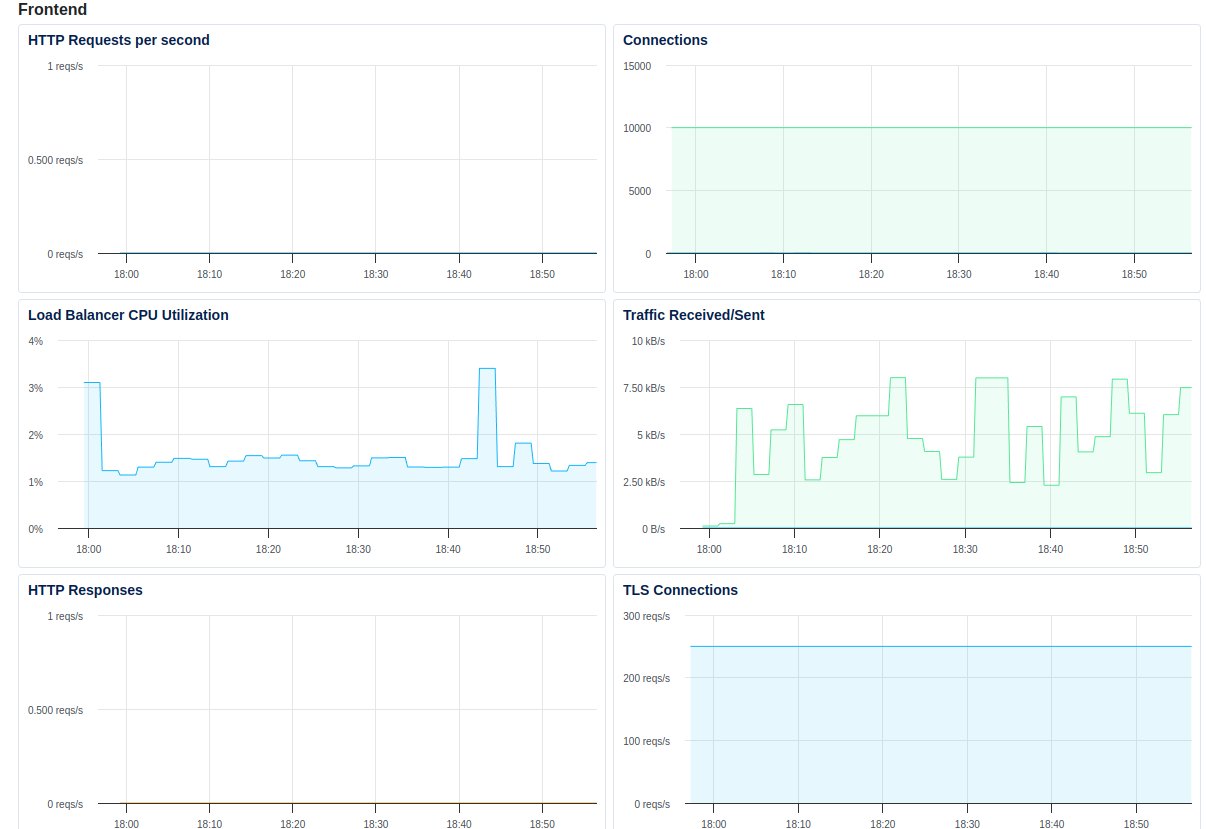 Frontend
HTTP Requests per second
1 reqs/s
0.500 reqs/s
0 reqs/s
18:00 18:10 18:20 18:30 18:40 18:50
Connections
15000
10000
5000
0
18:00 18:10 18:20 18:30 18:40 18:50
Load Balancer CPU Utilization
4%
3%
2%
1%
0%
18:00 18:10 18:20 18:30 18:40 18:50
Traffic Received/Sent
10 kB/s
7.50 kB/s
5 kB/s
2.50 kB/s
0 B/s
18:00 18:10 18:20 18:30 18:40 18:50
HTTP Responses
1 reqs/s
0.500 reqs/s
0 reqs/s
18:00 18:10 18:20 18:30 18:40 18:50
TLS Connections
300 reqs/s
200 reqs/s
100 reqs/s
0 reqs/s
18:00 18:10 18:20 18:30 18:40 18:50